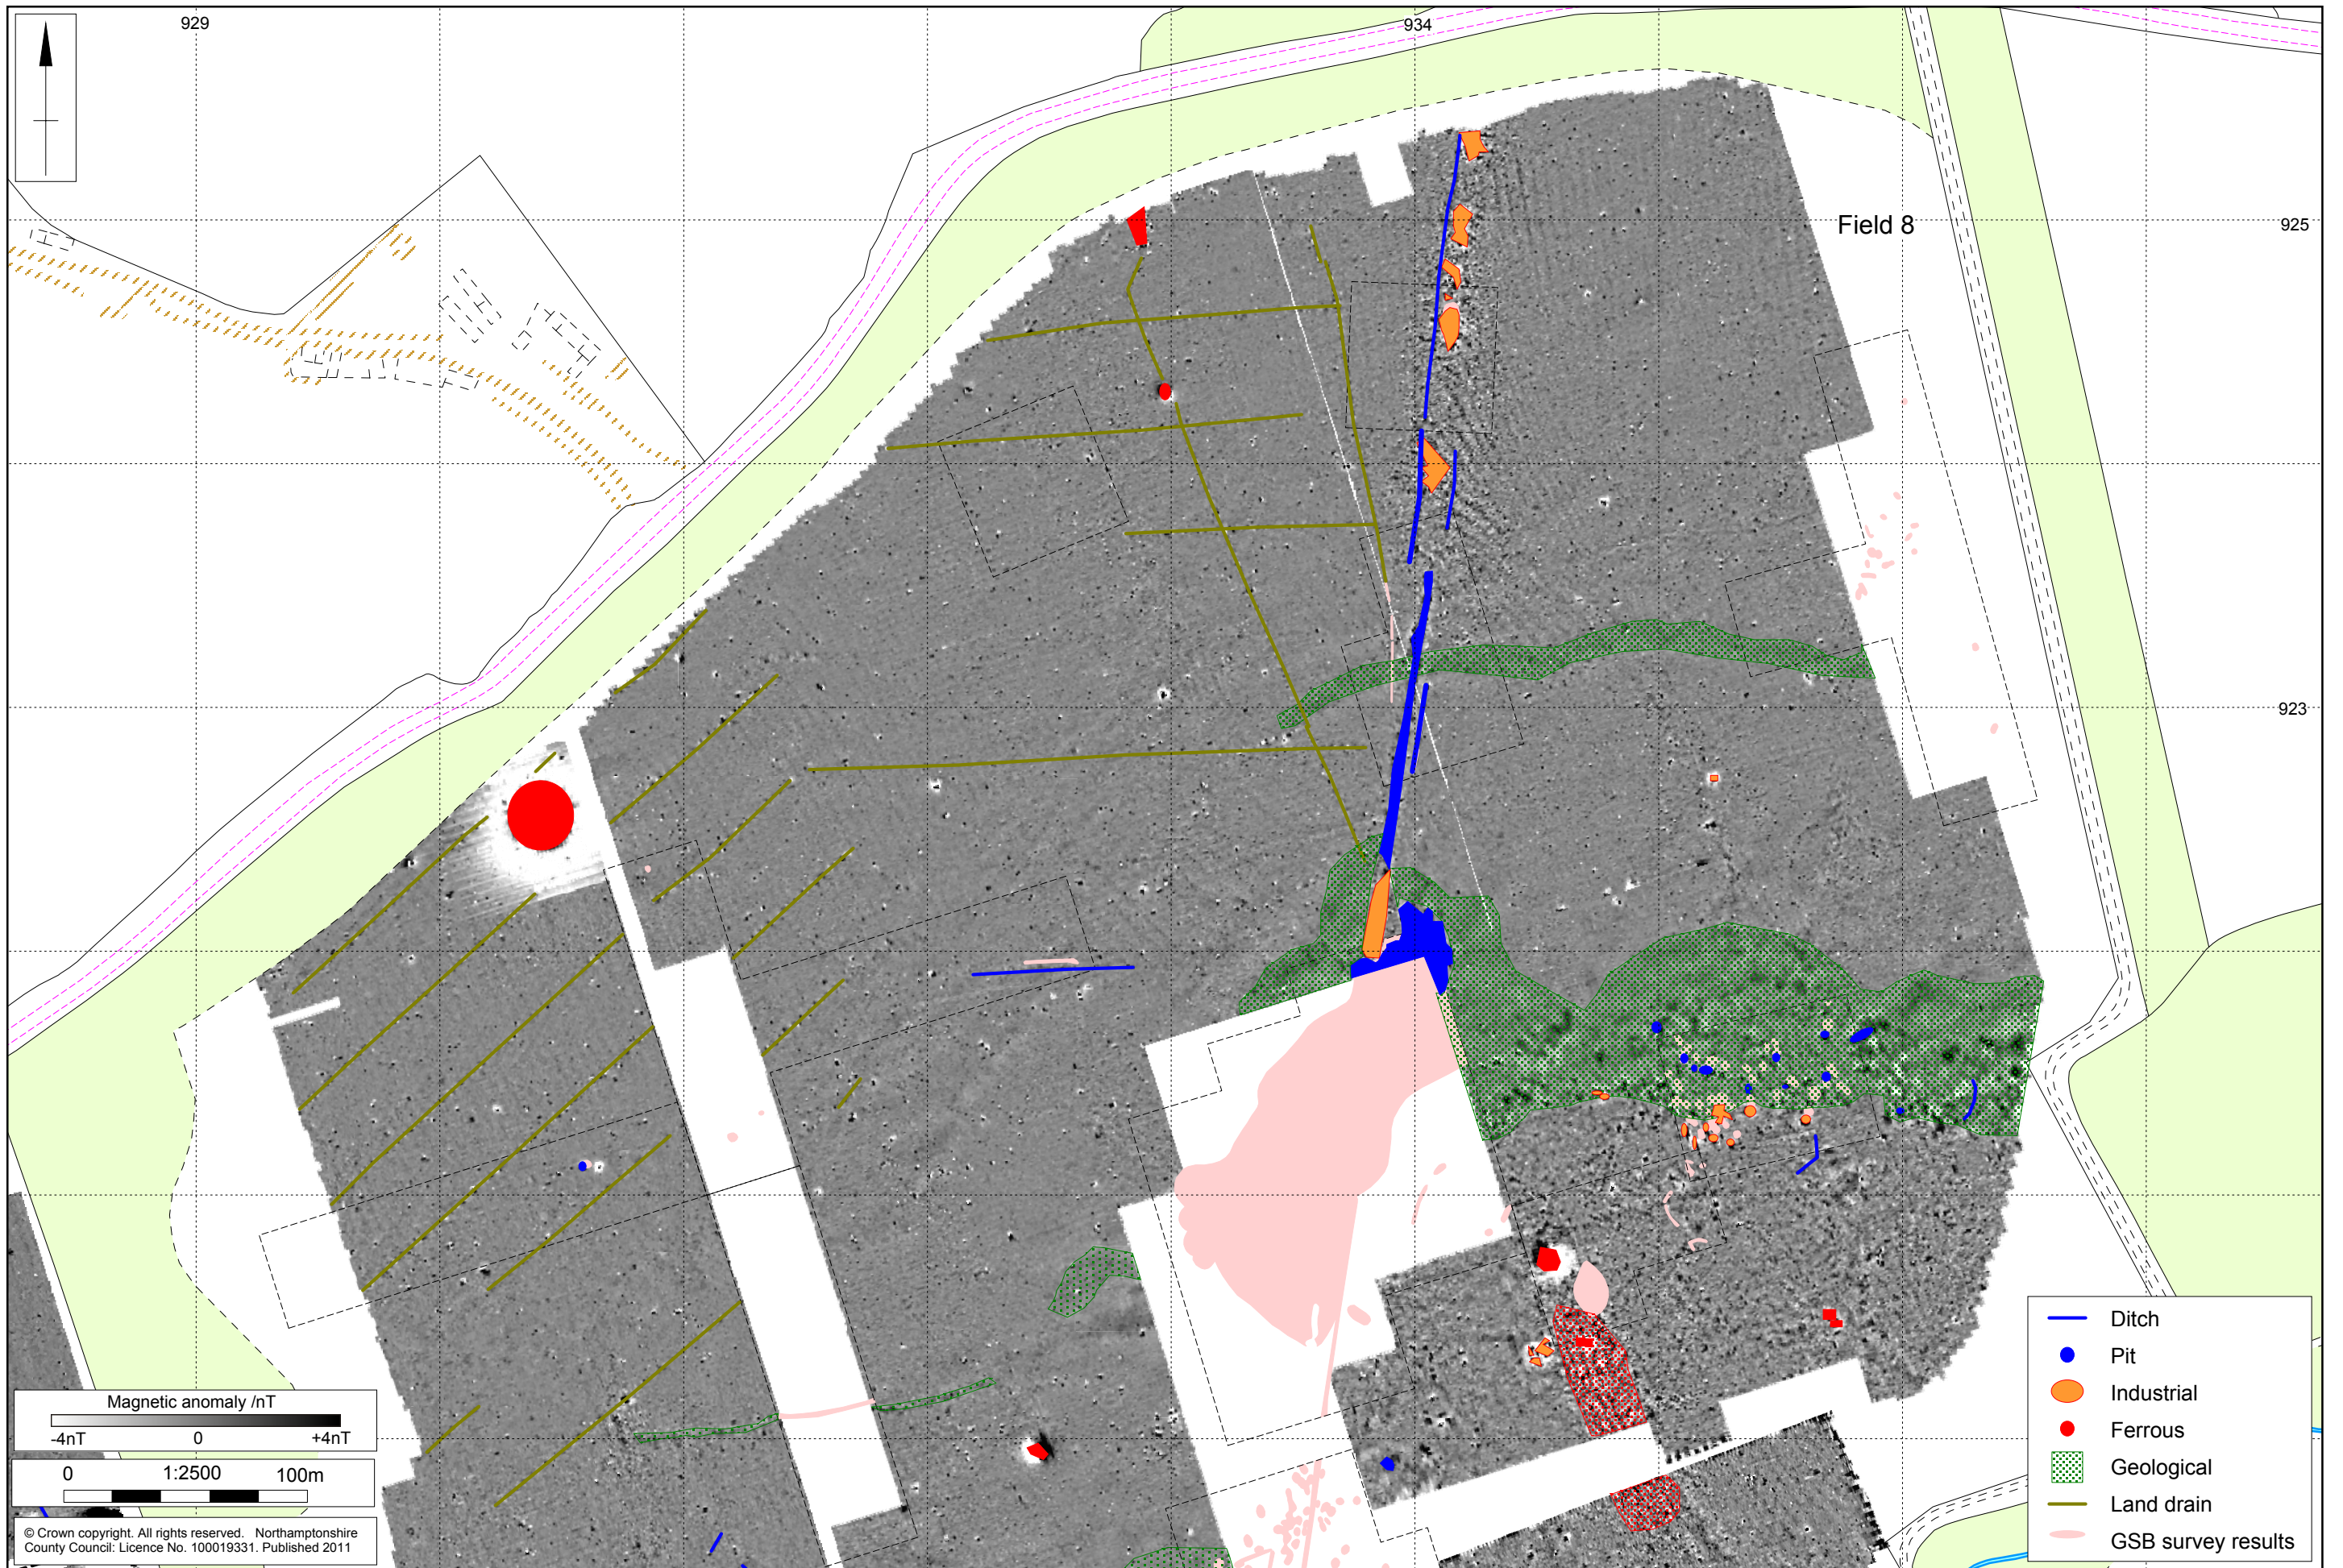 929
934
Field 8
925
923
Magnetic anomaly /nT
-4nT 0 +4nT
0 1:2500 100m
© Crown copyright. All rights reserved. Northamptonshire
County Council: Licence No. 100019331. Published 2011
Ditch
Pit
Industrial
Ferrous
Geological
Land drain
GSB survey results